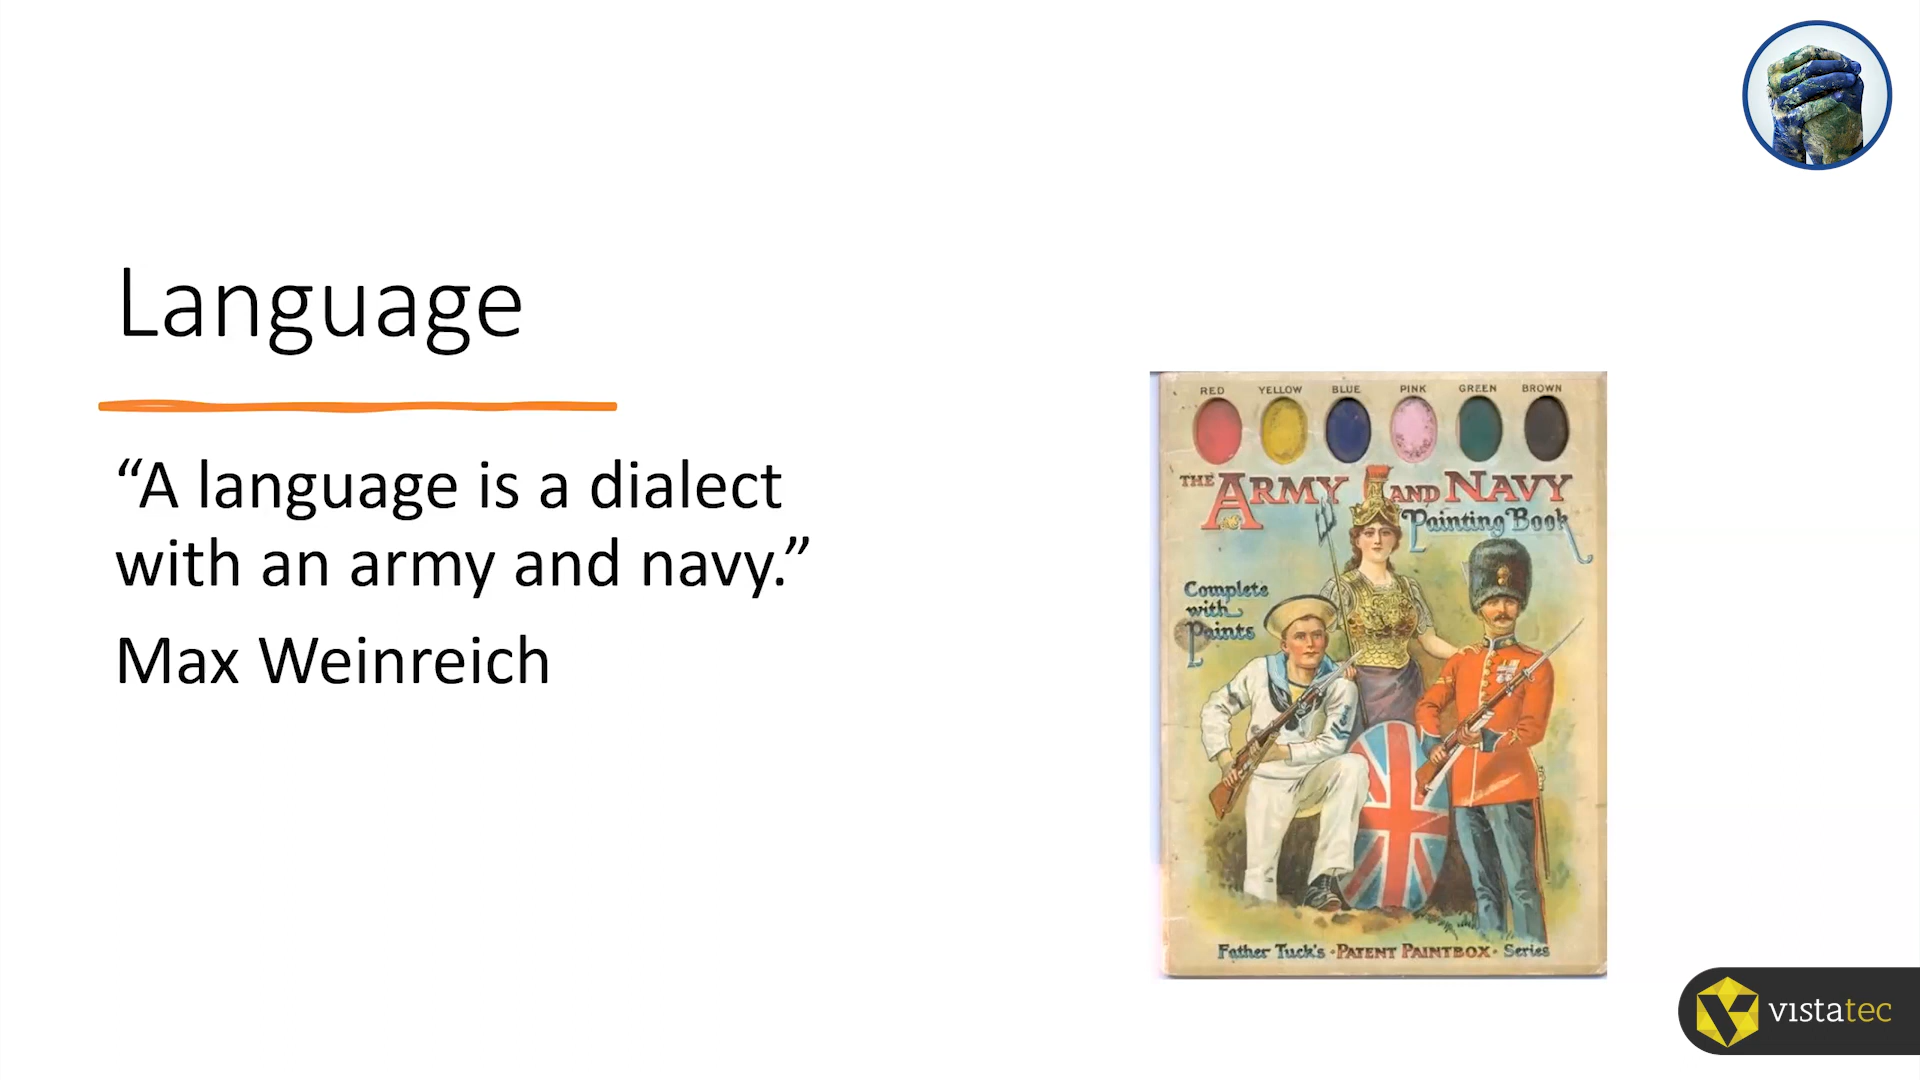 Language
“A language is a dialect
with an army and navy.”
Max Weinreich
RED YELLOW BLUE PINK GREEN BROWN
THE ARMY AND NAVY
Painting Book
Complete
with
Paints
Father Tuck's · PATENT PAINTBOX · Series
vistatec